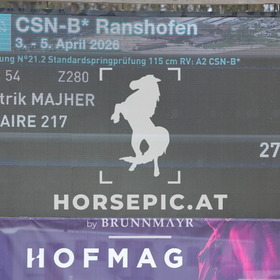 CSN-B* Ranshofen
3. - 5. April 2026
ung Nº21.2 Standardspringprüfung 115 cm RV: A2 CSN-B*
54 Z280
trik MAJHER
AIRE 217
27
HORSEPIC.AT
by BRUNNMAYR
HOFMAG